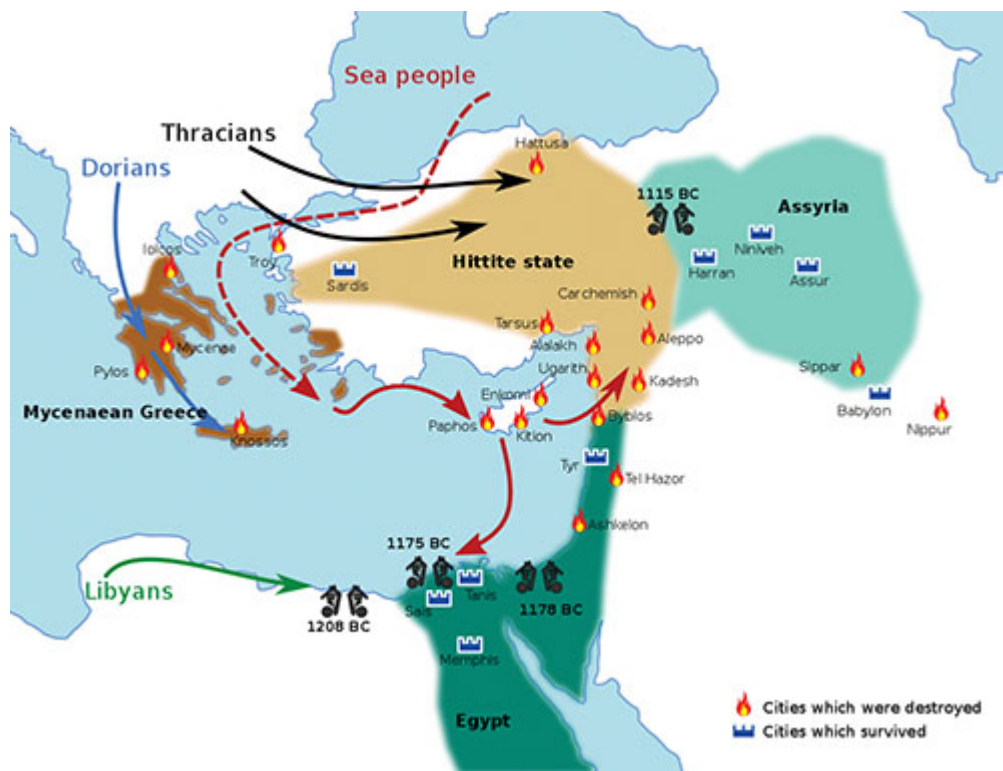 Sea people
Thracians
Dorians
Hattusa
1115 BC
Assyria
Iolcos
Troy
Hittite state
Sardis
Harran
Niniveh
Assur
Carchemish
Tarsus
Alalakh
Aleppo
Mycenae
Pylos
Ugarith
Kadesh
Sippar
Enkomi
Babylon
Mycenaean Greece
Knossos
Paphos
Kition
Byblos
Nippur
Tyr
Tel Hazor
Ashkelon
1175 BC
Libyans
Tanis
Sais
1178 BC
1208 BC
Memphis
Egypt
Cities which were destroyed
Cities which survived